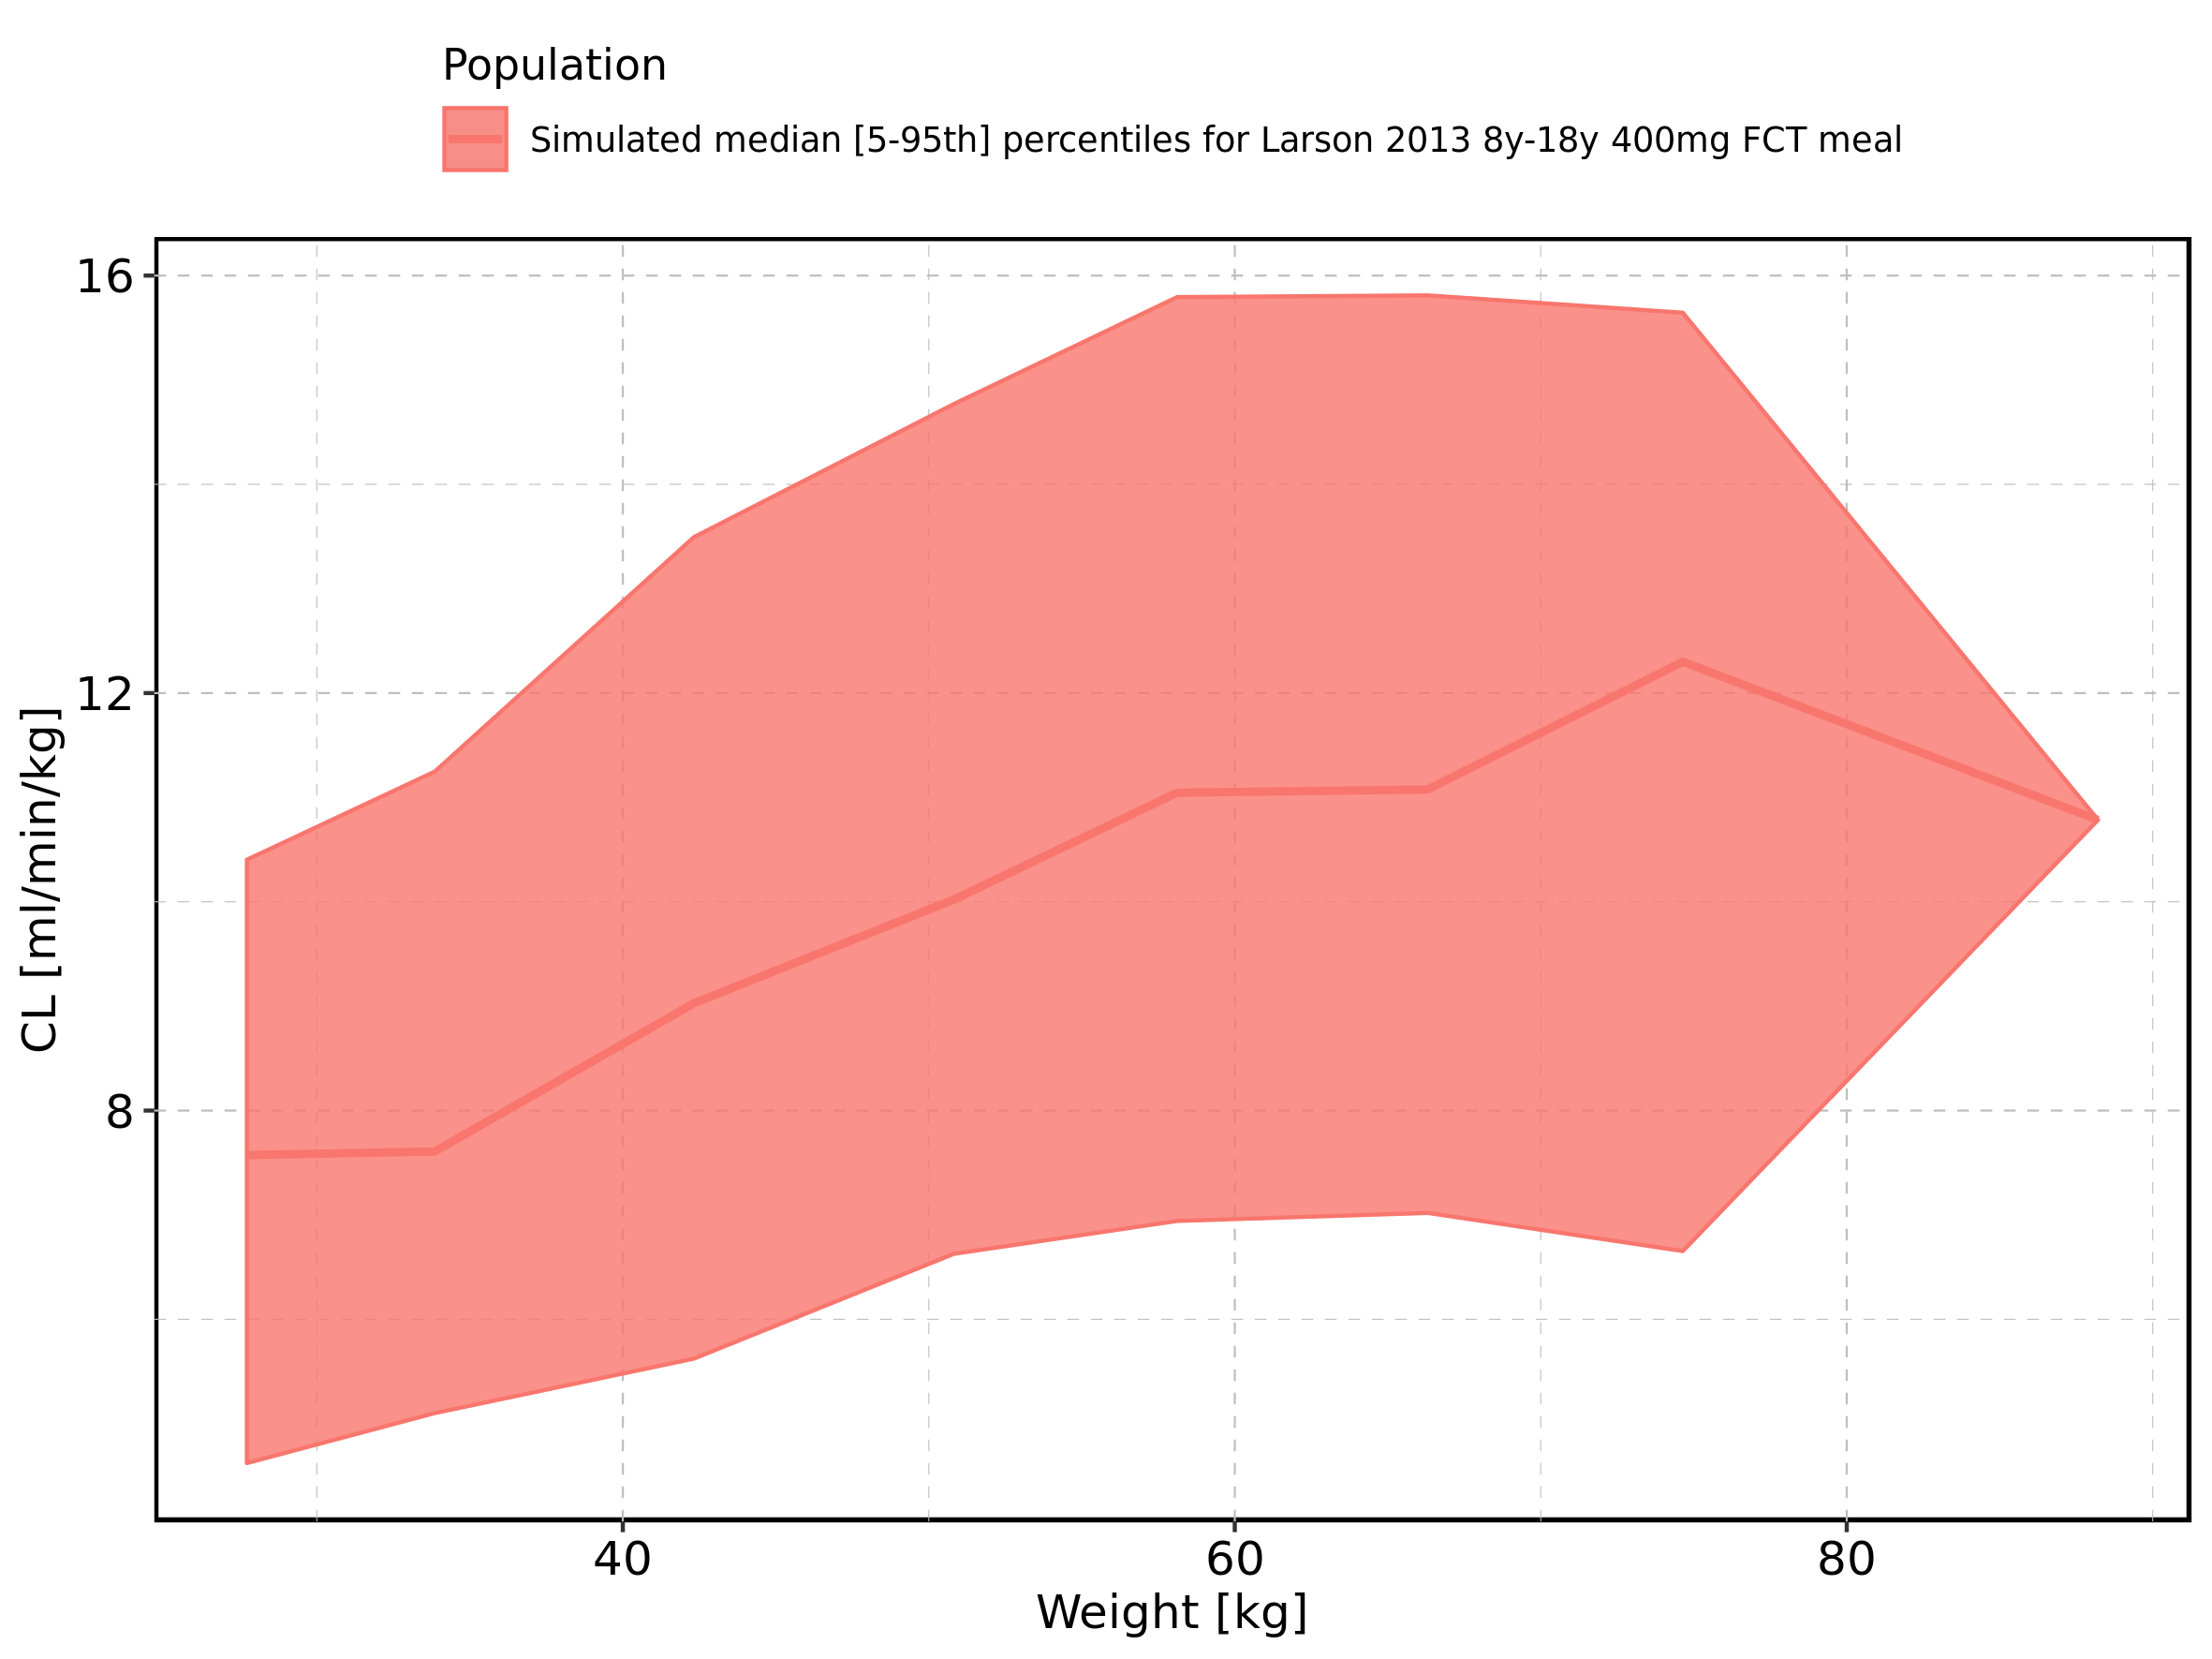 Population
Simulated median [5-95th] percentiles for Larson 2013 8y-18y 400mg FCT meal
16
12
8
CL [ml/min/kg]
40 60 80
Weight [kg]